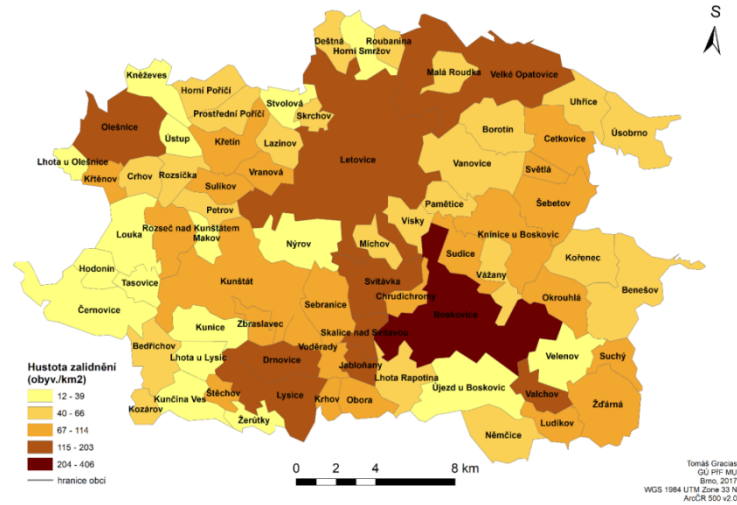 S
Deštná
Roubanina
Horní Smržov
Malá Roudka
Velké Opatovice
Kněževes
Horní Poříčí
Stvolová
Uhřice
Prostřední Poříčí
Skrchov
Olešnice
Úsobrno
Borotín
Cetkovice
Ústup
Křetín
Lazinov
Letovice
Lhota u Olešnice
Vanovice
Světlá
Křtěnov
Crhov
Rozsíčka
Vranová
Sulíkov
Šebetov
Petrov
Pamětice
Louka
Rozseč nad Kunštátem
Makov
Vísky
Knínice u Boskovic
Nýrov
Míchov
Sudice
Kořenec
Hodonín
Tasovice
Kunštát
Svitávka
Vážany
Benešov
Chrudichromy
Okrouhlá
Černovice
Sebranice
Boskovice
Zbraslavec
Kunice
Skalice nad Svitavou
Bedřichov
Voděrady
Velenov
Suchý
Lhota u Lysic
Drnovice
Jabloňany
Lhota Rapotina
Újezd u Boskovic
Štěchov
Lysice
Valchov
Kunčina Ves
Krhov
Obora
Žďárná
Kozárov
Žerůtky
Ludíkov
Němčice
Hustota zalidnění
(obyv./km2)
12 - 39
40 - 66
67 - 114
115 - 203
204 - 406
hranice obcí
0 2 4 8 km
Tomáš Gracias
GÚ PřF MU
Brno, 2017
WGS 1984 UTM Zone 33 N
ArcČR 500 v2.0